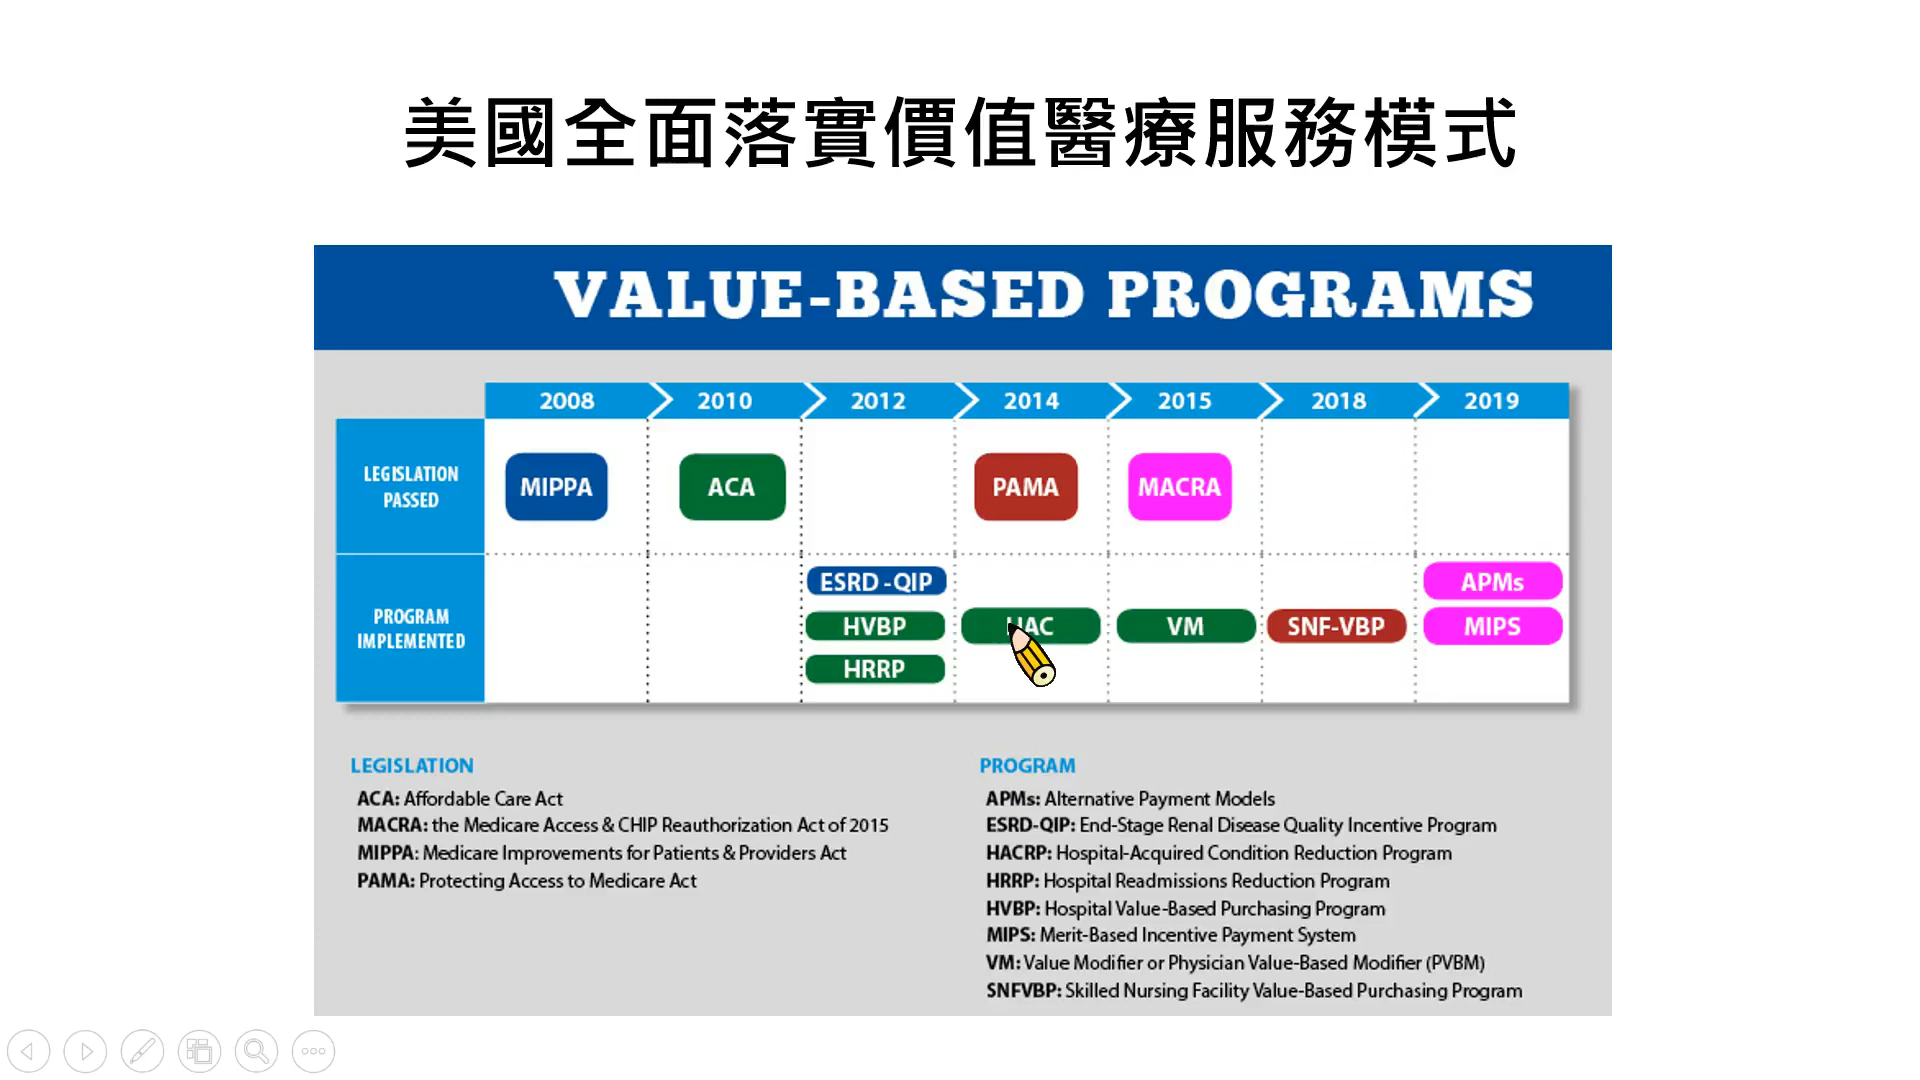 美國全面落實價值醫療服務模式
VALUE-BASED PROGRAMS
2008 2010 2012 2014 2015 2018 2019
LEGISLATION
PASSED
MIPPA ACA PAMA MACRA
PROGRAM
IMPLEMENTED
ESRD -QIP APMs
HVBP HAC VM SNF-VBP MIPS
HRRP
LEGISLATION
ACA: Affordable Care Act
MACRA: the Medicare Access & CHIP Reauthorization Act of 2015
MIPPA: Medicare Improvements for Patients & Providers Act
PAMA: Protecting Access to Medicare Act
PROGRAM
APMs: Alternative Payment Models
ESRD-QIP: End-Stage Renal Disease Quality Incentive Program
HACRP: Hospital-Acquired Condition Reduction Program
HRRP: Hospital Readmissions Reduction Program
HVBP: Hospital Value-Based Purchasing Program
MIPS: Merit-Based Incentive Payment System
VM: Value Modifier or Physician Value-Based Modifier (PVBM)
SNFVBP: Skilled Nursing Facility Value-Based Purchasing Program